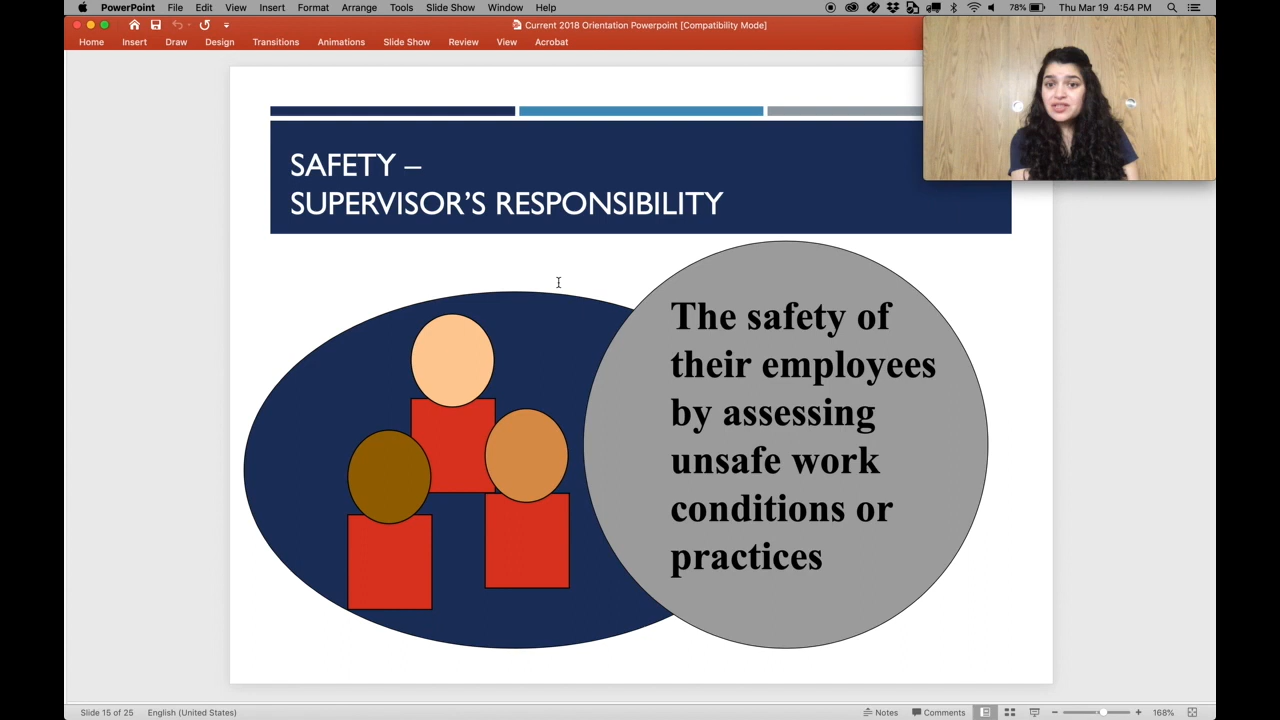 PowerPoint File Edit View Insert Format Arrange Tools Slide Show Window Help 78% Thu Mar 19 4:54 PM
Current 2018 Orientation Powerpoint [Compatibility Mode]
Home Insert Draw Design Transitions Animations Slide Show Review View Acrobat
SAFETY –
SUPERVISOR’S RESPONSIBILITY
The safety of
their employees
by assessing
unsafe work
conditions or
practices
Slide 15 of 25 English (United States) Notes Comments 168%